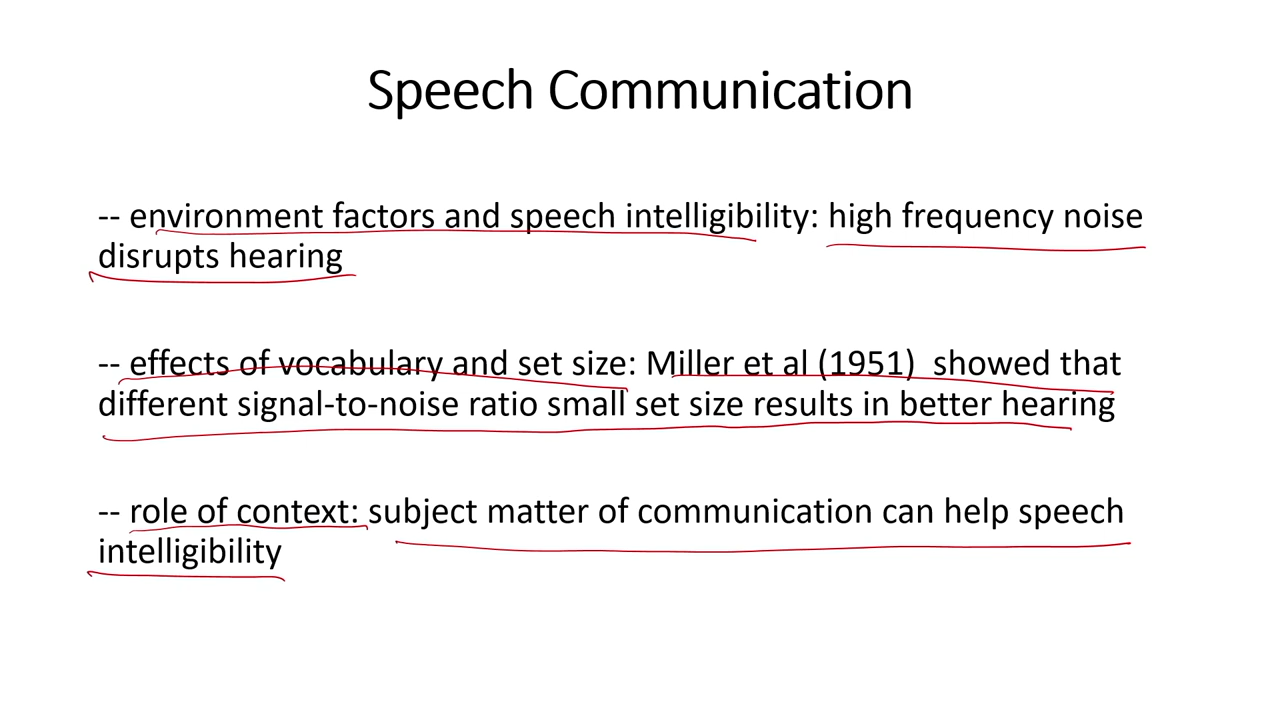 Speech Communication
-- environment factors and speech intelligibility: high frequency noise
disrupts hearing
-- effects of vocabulary and set size: Miller et al (1951)  showed that
different signal-to-noise ratio small set size results in better hearing
-- role of context: subject matter of communication can help speech
intelligibility